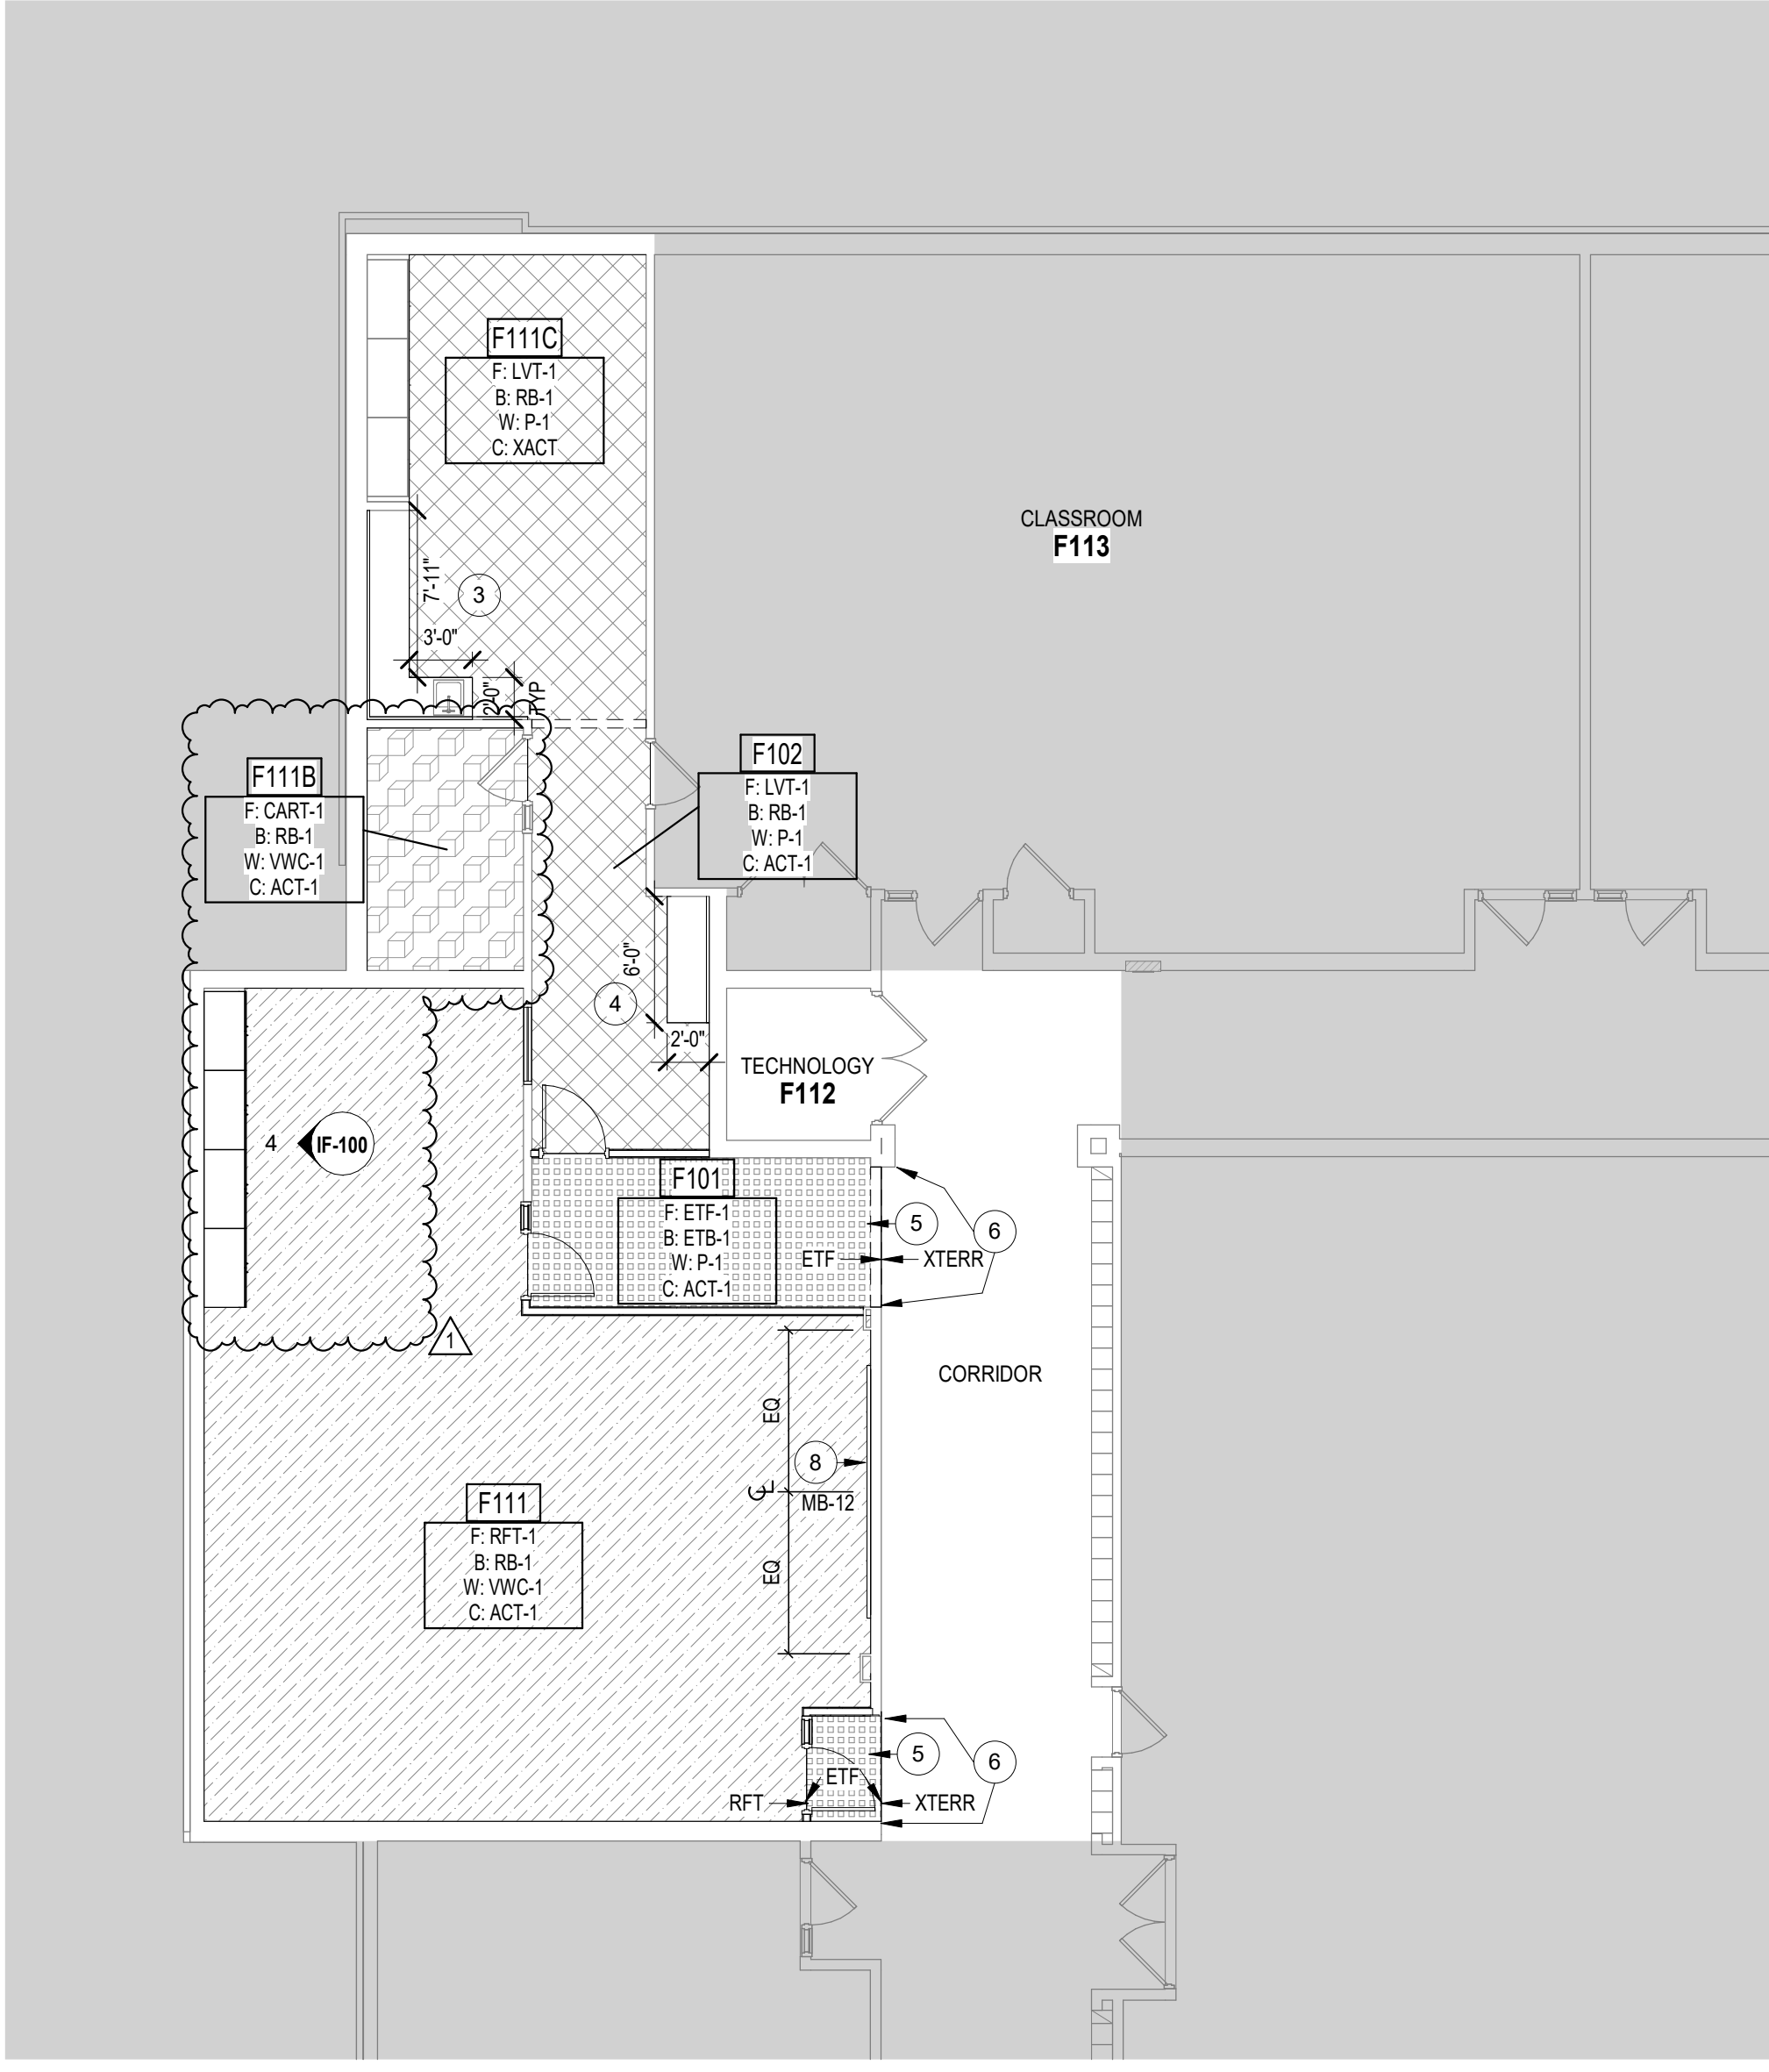 F111C
F: LVT-1
B: RB-1
W: P-1
C: XACT
CLASSROOM
F113
7'-11"
3
3'-0"
2'-0"
TYP
F111B
F: CART-1
B: RB-1
W: VWC-1
C: ACT-1
F102
F: LVT-1
B: RB-1
W: P-1
C: ACT-1
6'-0"
4
2'-0"
TECHNOLOGY
F112
4
IF-100
F101
F: ETF-1
B: ETB-1
W: P-1
C: ACT-1
5
6
ETF
XTERR
1
CORRIDOR
EQ
8
CL
MB-12
EQ
F111
F: RFT-1
B: RB-1
W: VWC-1
C: ACT-1
5
6
ETF
RFT
XTERR